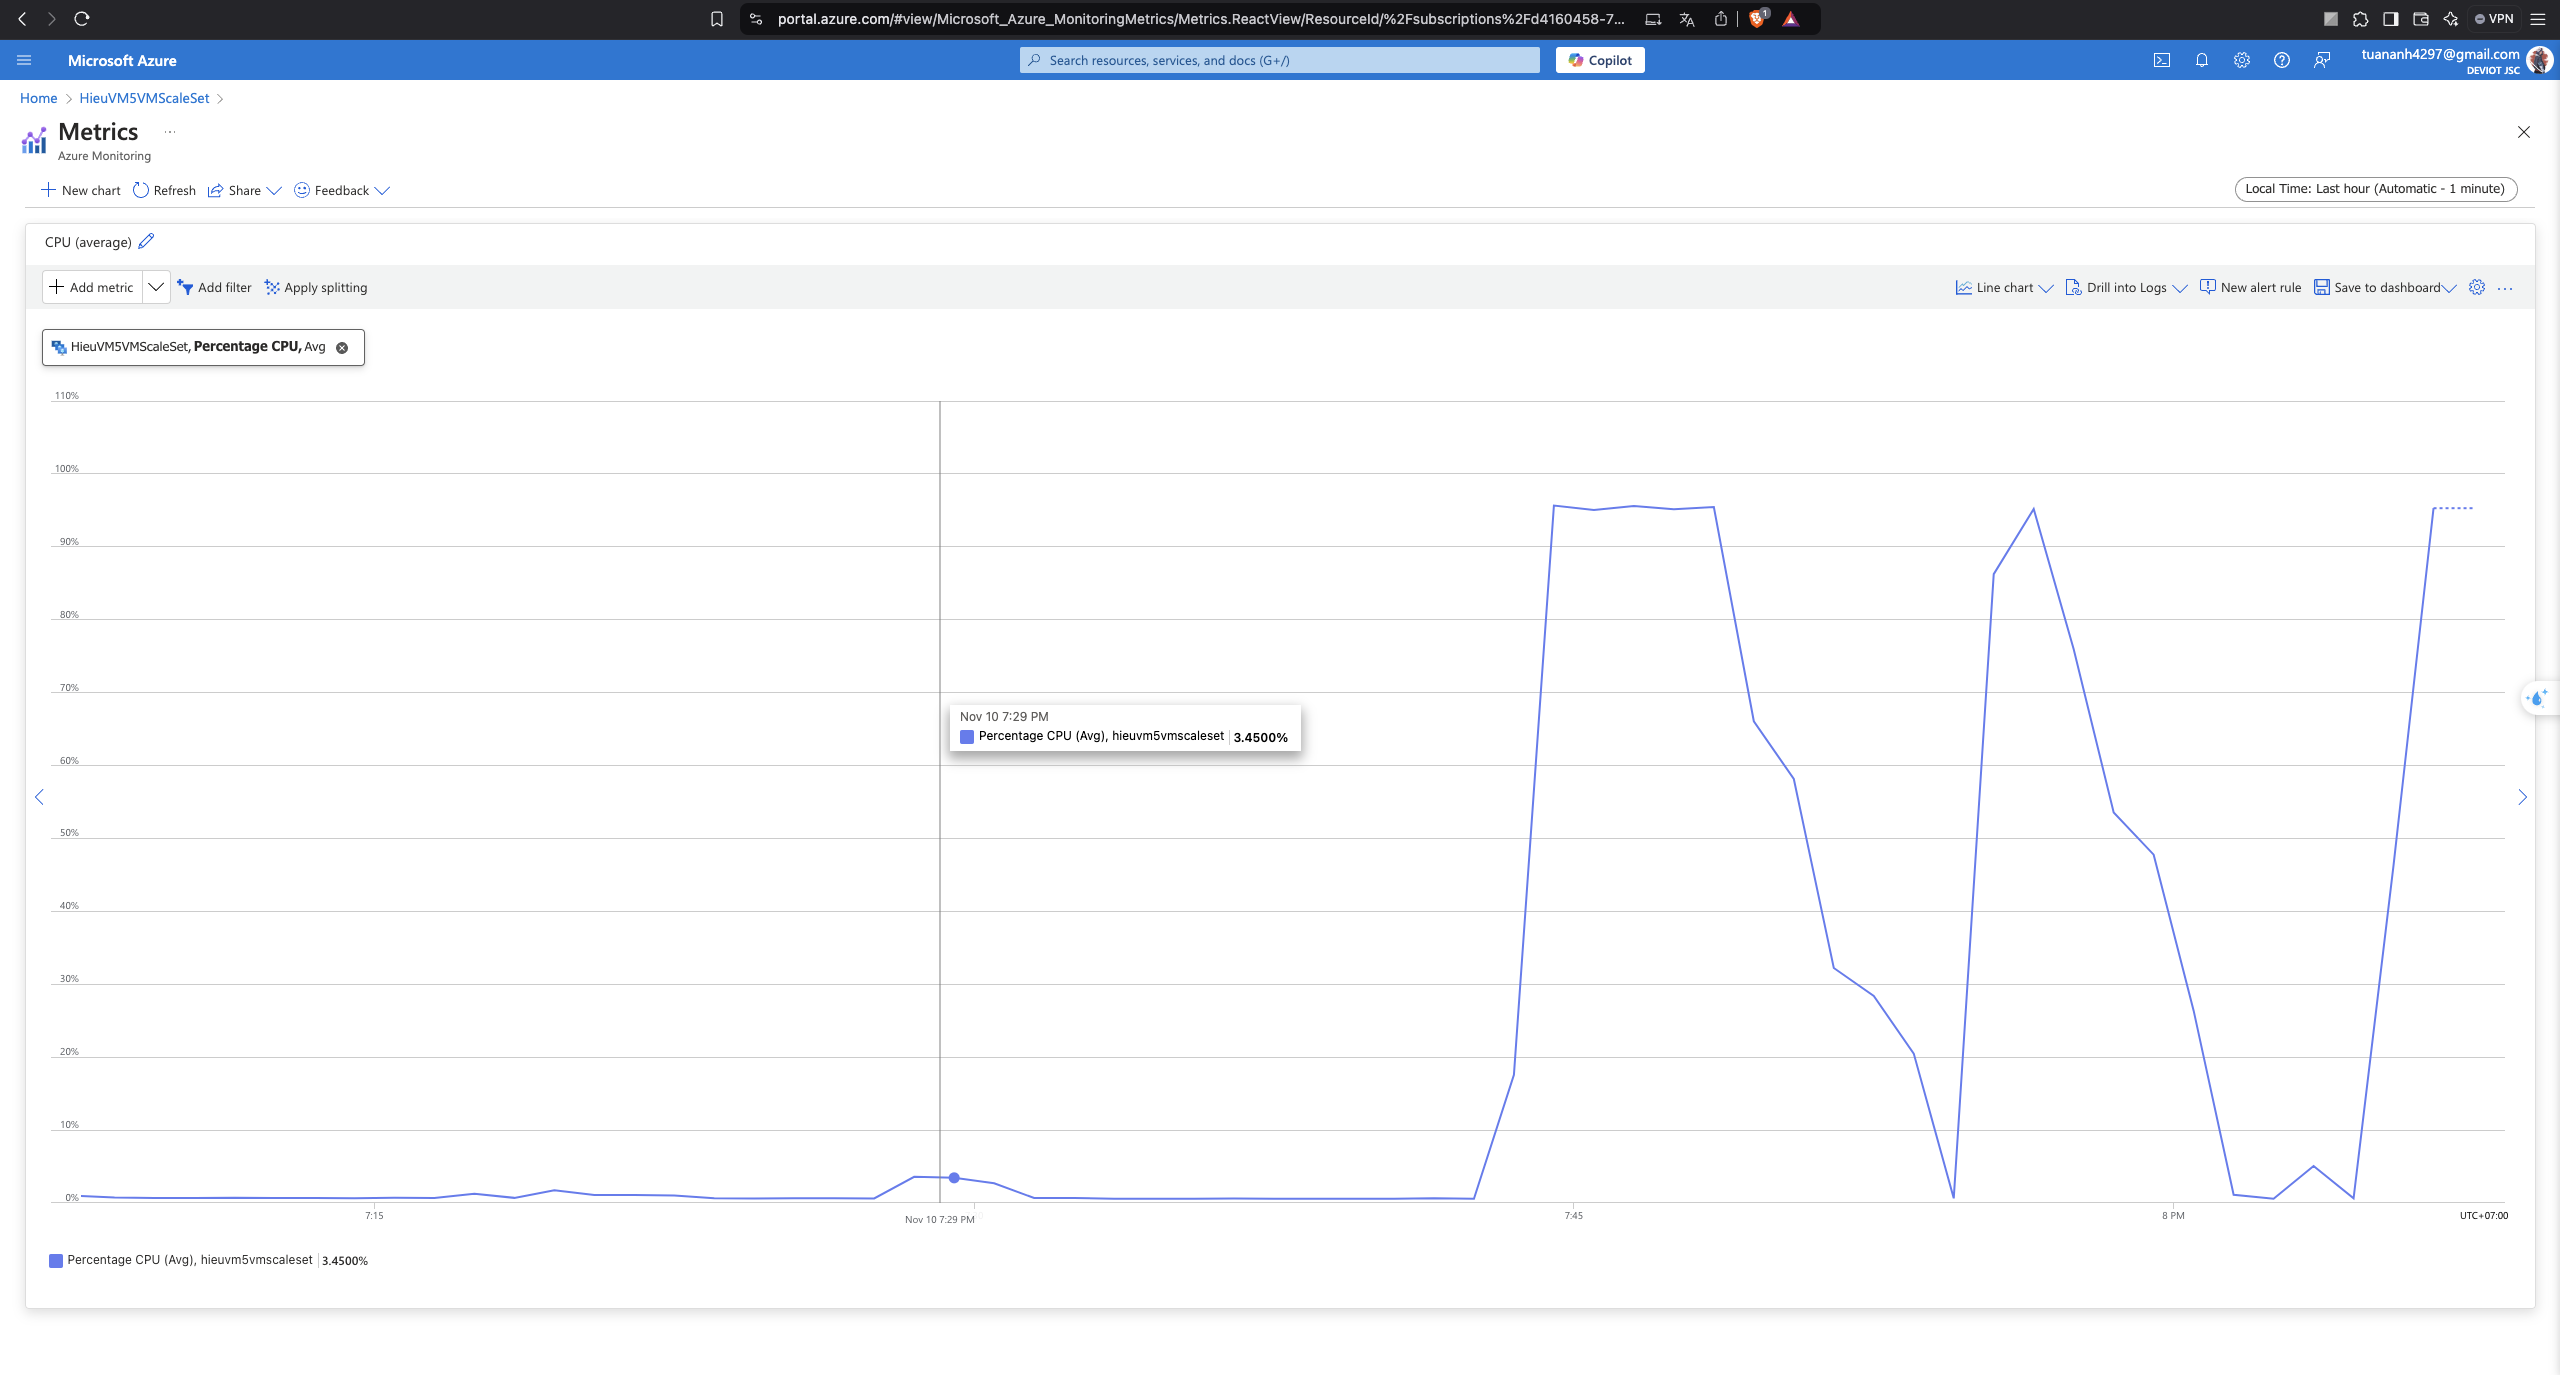 portal.azure.com/#view/Microsoft_Azure_MonitoringMetrics/Metrics.ReactView/ResourceId/%2Fsubscriptions%2Fd4160458-7...
1
VPN
Microsoft Azure
Search resources, services, and docs (G+/)
Copilot
tuananh4297@gmail.com
DEVIOT JSC
Home > HieuVM5VMScaleSet >
Metrics ...
Azure Monitoring
New chart Refresh Share Feedback
Local Time: Last hour (Automatic - 1 minute)
CPU (average)
Add metric Add filter Apply splitting
Line chart Drill into Logs New alert rule Save to dashboard ...
HieuVM5VMScaleSet, Percentage CPU, Avg
110%
100%
90%
80%
70%
Nov 10 7:29 PM
Percentage CPU (Avg), hieuvm5vmscaleset | 3.4500%
60%
50%
40%
30%
20%
10%
0%
7:15
Nov 10 7:29 PM
7:45
8 PM
UTC+07:00
Percentage CPU (Avg), hieuvm5vmscaleset | 3.4500%